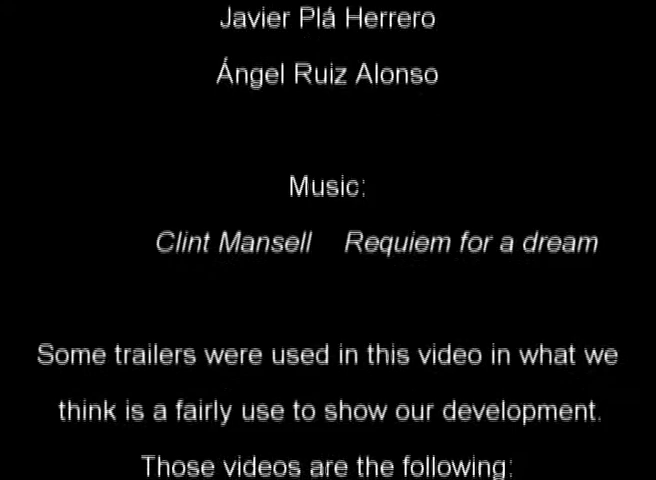 Javier Plá Herrero
Ángel Ruiz Alonso
Music:
Clint Mansell Requiem for a dream
Some trailers were used in this video in what we
think is a fairly use to show our development.
Those videos are the following: